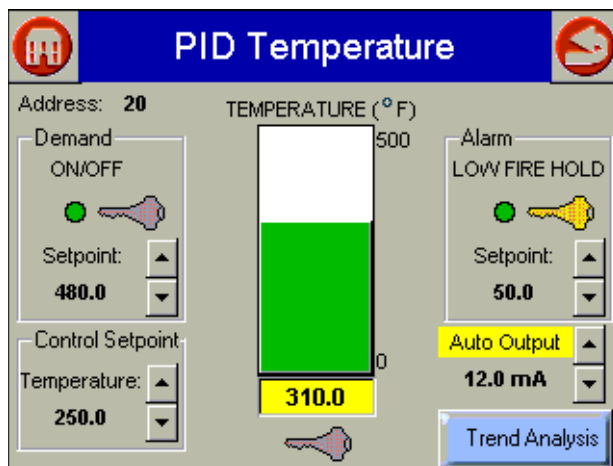 PID Temperature
Address: 20
TEMPERATURE (°F)
500
0
310.0
Demand
ON/OFF
Setpoint:
480.0
Control Setpoint
Temperature:
250.0
Alarm
LOW FIRE HOLD
Setpoint:
50.0
Auto Output
12.0 mA
Trend Analysis